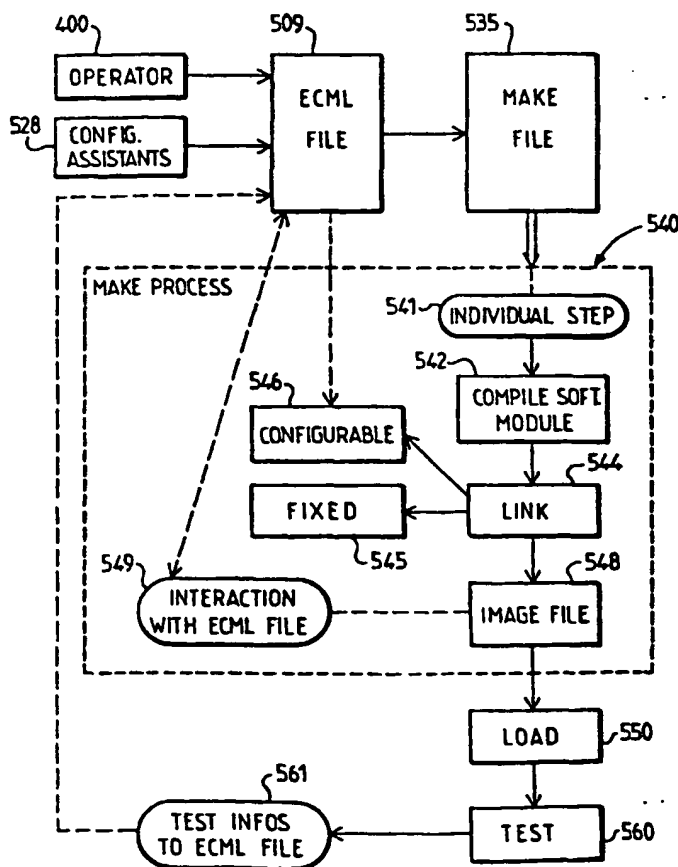 400
509
535
OPERATOR
ECML
FILE
MAKE
FILE
528
CONFIG.
ASSISTANTS
540
MAKE PROCESS
541
INDIVIDUAL STEP
542
COMPILE SOFT.
MODULE
546
CONFIGURABLE
544
LINK
FIXED
545
548
549
INTERACTION
WITH ECML FILE
IMAGE FILE
LOAD
550
561
TEST INFOS
TO ECML FILE
TEST
560